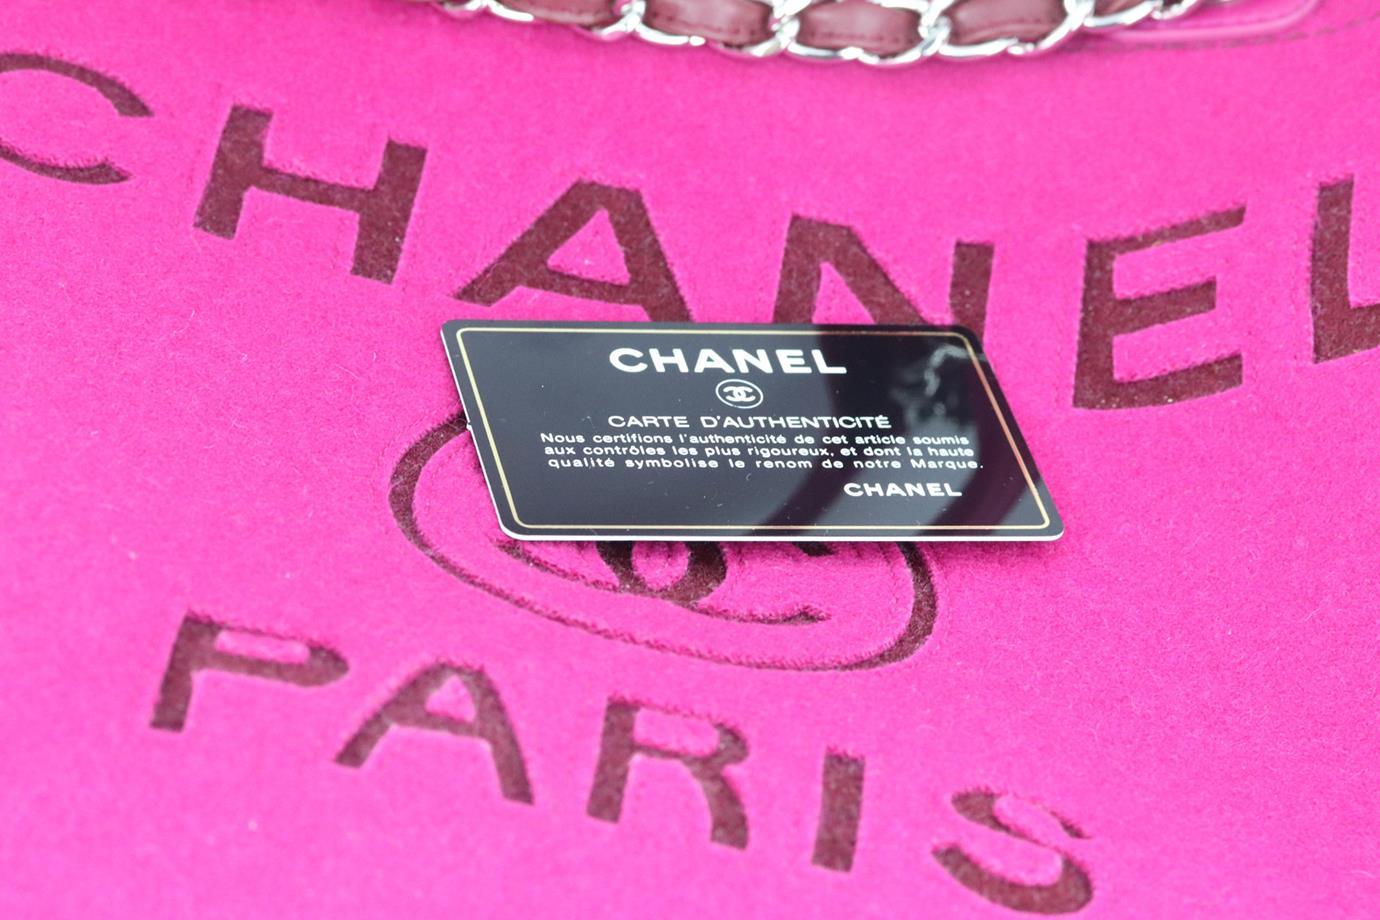 CHANEL
CHANEL
CARTE D'AUTHENTICITÉ
Nous certifions l'authenticité de cet article soumis
aux contrôles les plus rigoureux, et dont la haute
qualité symbolise le renom de notre Marque.
CHANEL
PARIS